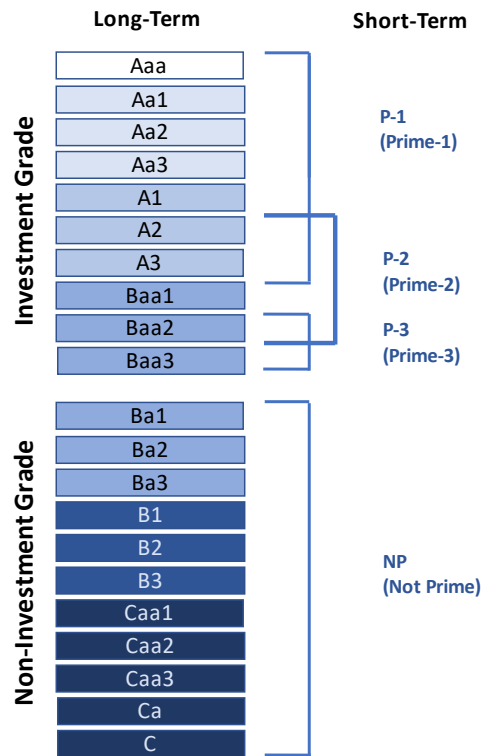 Long-Term
Short-Term
Investment Grade
Aaa
Aa1
Aa2
Aa3
A1
A2
A3
Baa1
Baa2
Baa3
P-1
(Prime-1)
P-2
(Prime-2)
P-3
(Prime-3)
Non-Investment Grade
Ba1
Ba2
Ba3
B1
B2
B3
Caa1
Caa2
Caa3
Ca
C
NP
(Not Prime)